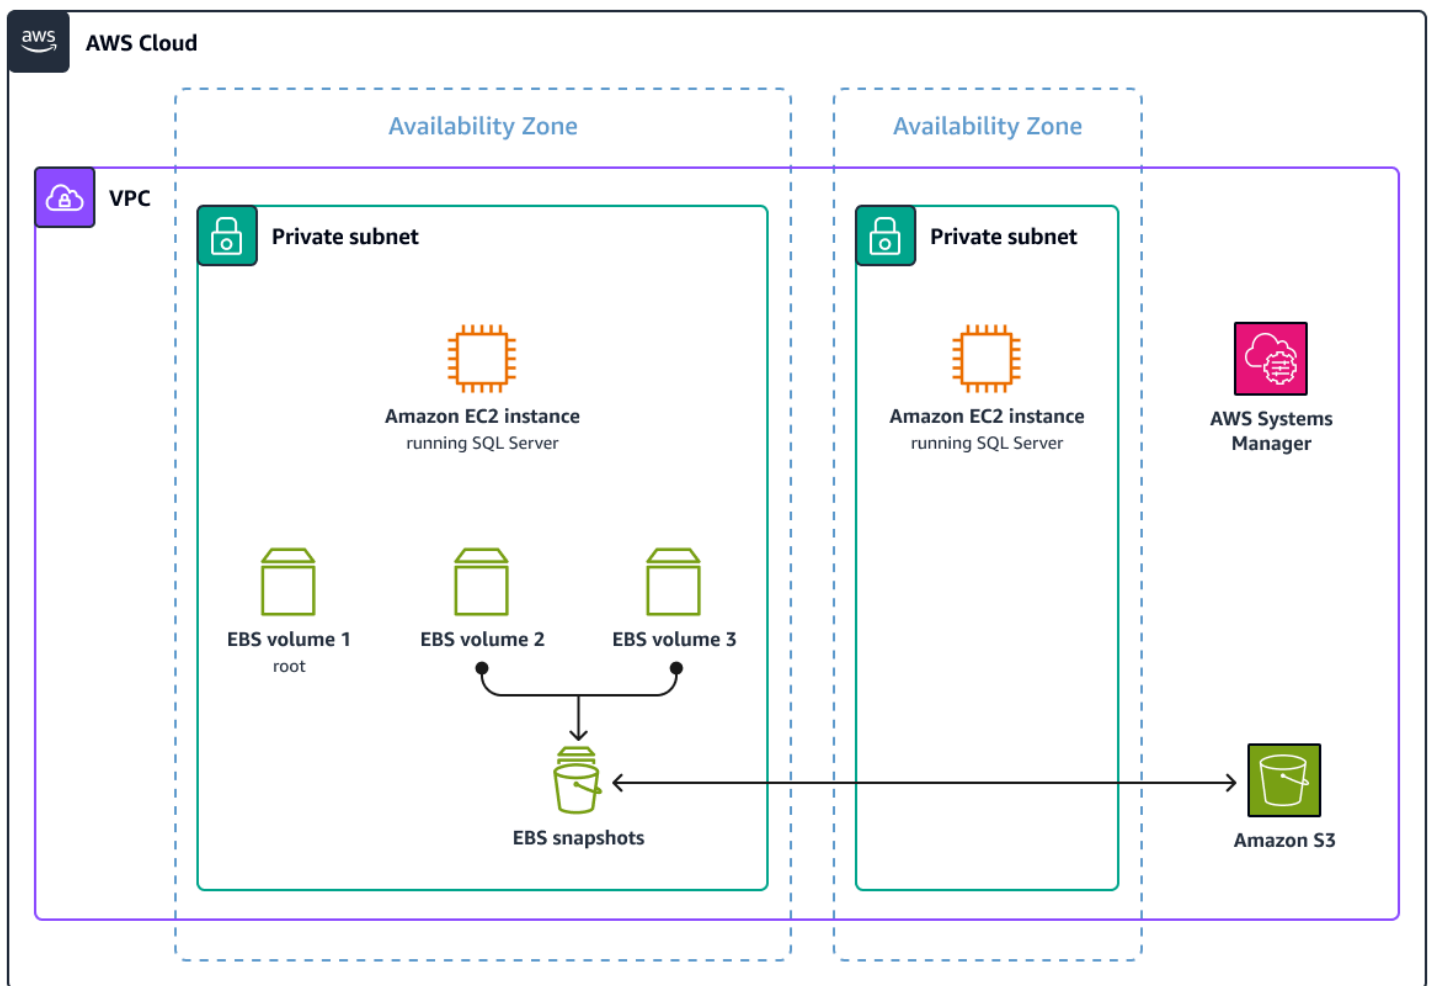 aws
AWS Cloud
Availability Zone
Availability Zone
VPC
Private subnet
Private subnet
Amazon EC2 instance
running SQL Server
Amazon EC2 instance
running SQL Server
AWS Systems
Manager
EBS volume 1
root
EBS volume 2
EBS volume 3
EBS snapshots
Amazon S3